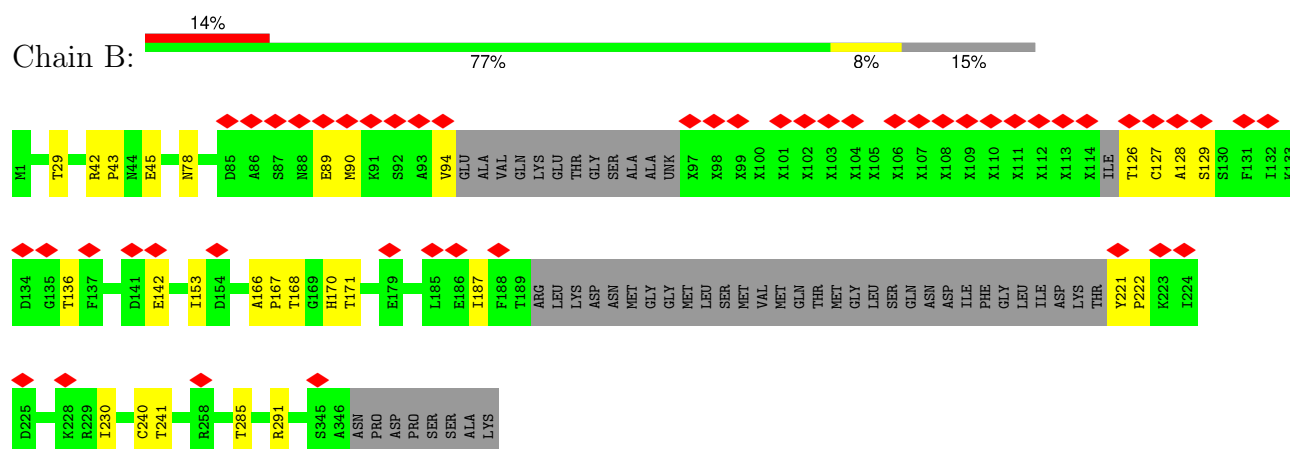 14%
Chain B:
77% 8% 15%
M1 T29 R42 P43 N44 E45 N78 D85 A86 S87 N88 E89 M90 K91 S92 A93 V94 GLU ALA VAL GLN LYS GLU THR GLY SER ALA ALA UNK X97 X98 X99 X100 X101 X102 X103 X104 X105 X106 X107 X108 X109 X110 X111 X112 X113 X114 ILE T126 C127 A128 S129 S130 F131 I132 K133
D134 G135 T136 F137 D141 E142 I153 D154 A166 P167 T168 G169 H170 T171 E179 L185 E186 I187 F188 T189 ARG LEU LYS ASP ASN MET GLY GLY MET LEU SER MET VAL MET GLN THR MET GLY LEU SER GLN ASN ASP ILE PHE GLY LEU ILE ASP LYS THR Y221 P222 K223 I224
D225 K228 R229 I230 C240 T241 R258 T285 R291 S345 A346 ASN PRO ASP PRO SER SER ALA LYS